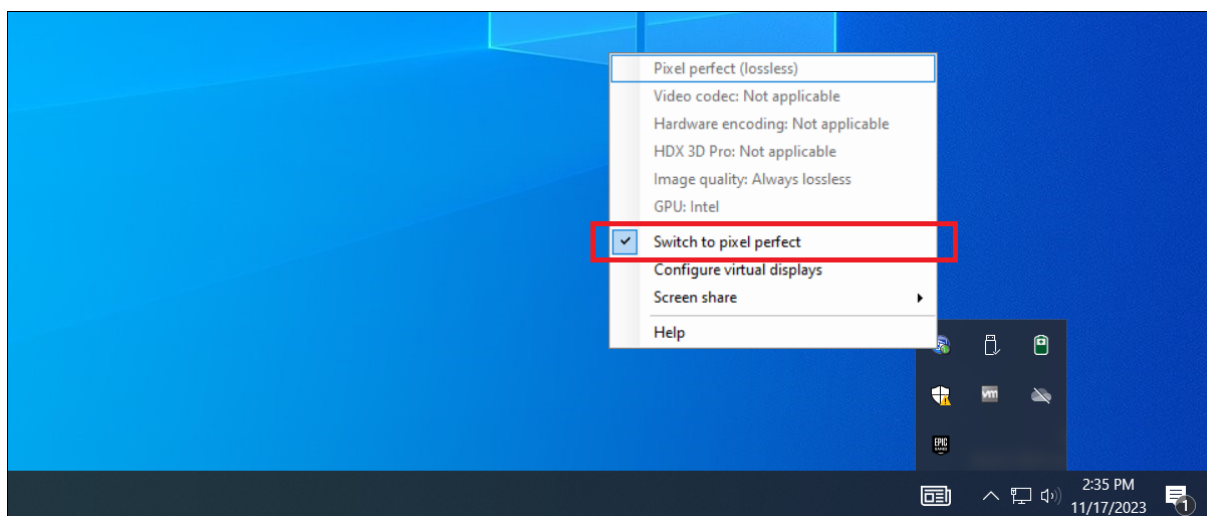 Pixel perfect (lossless)
Video codec: Not applicable
Hardware encoding: Not applicable
HDX 3D Pro: Not applicable
Image quality: Always lossless
GPU: Intel
Switch to pixel perfect
Configure virtual displays
Screen share
Help
vm
EPIC
GAMES
2:35 PM
11/17/2023
1